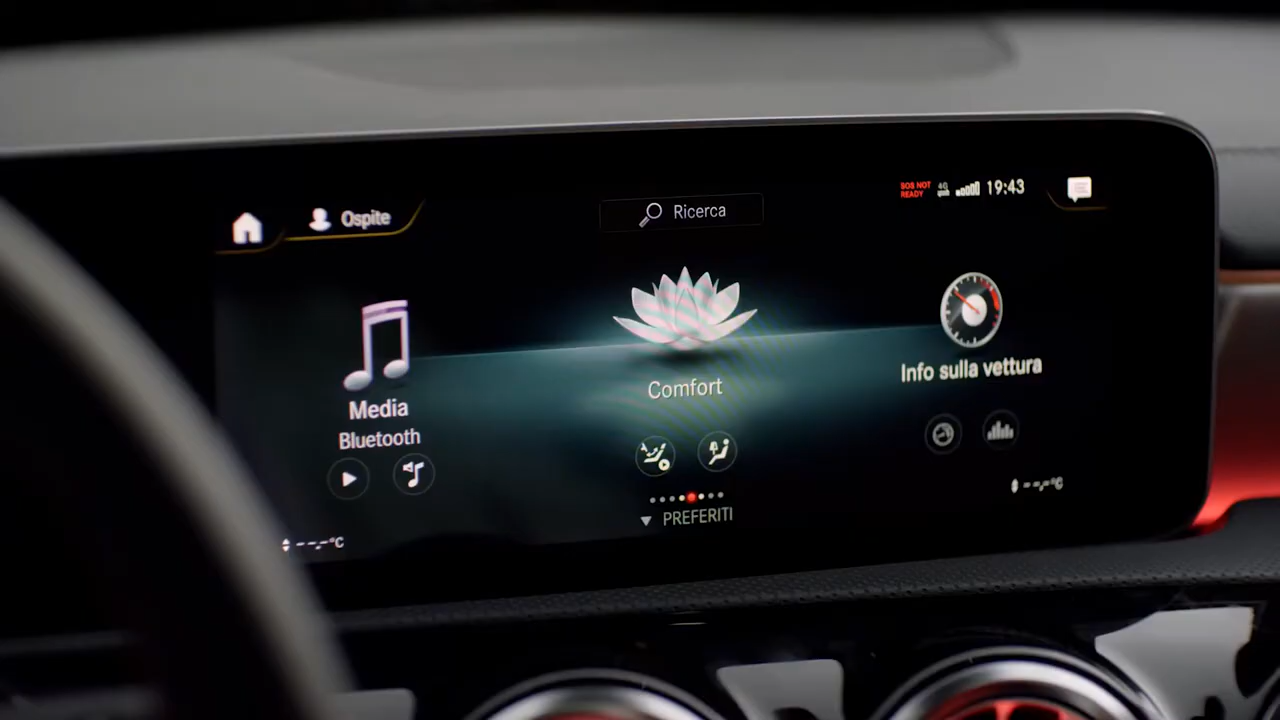 Ospite
Ricerca
SOS NOT
READY
4G
19:43
Media
Bluetooth
Comfort
Info sulla vettura
PREFERITI
--,-°C
--,-°C